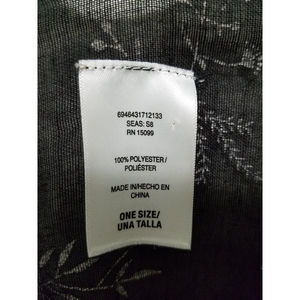 6946431712133
SEAS: S8
RN 15099
100% POLYESTER/
POLIÉSTER
MADE IN/HECHO EN
CHINA
ONE SIZE/
UNA TALLA